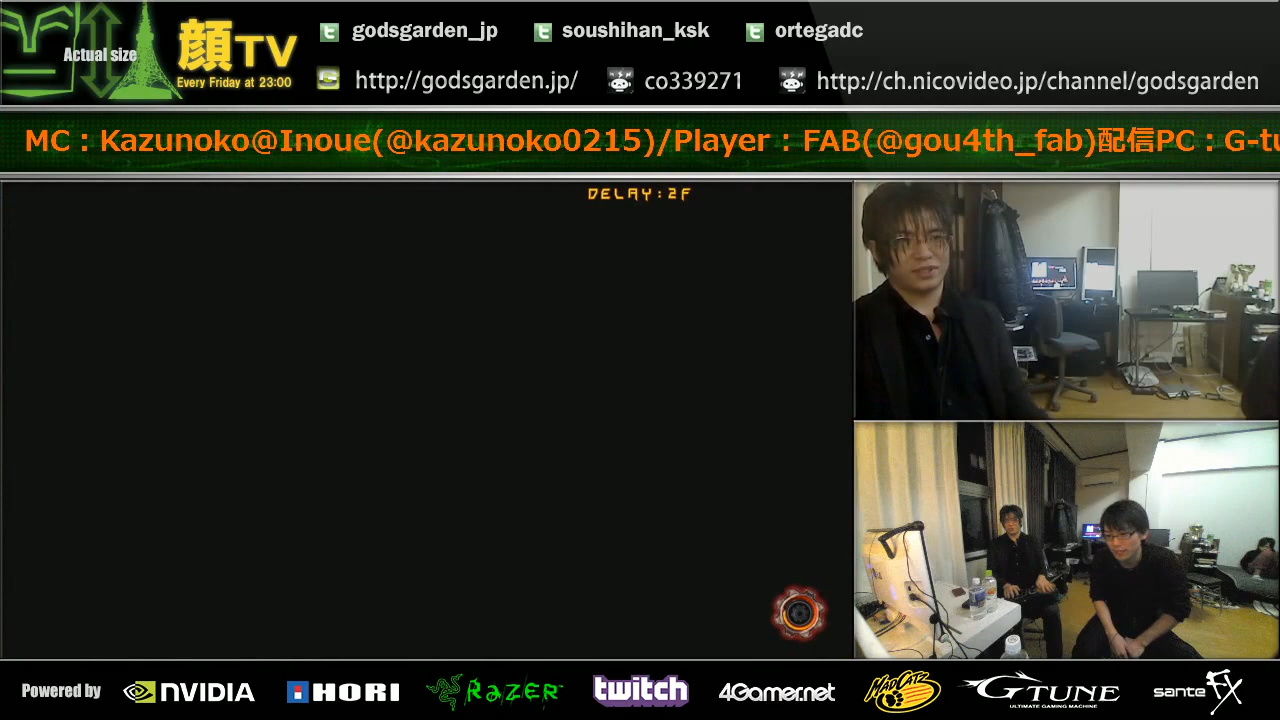 Actual size
顔TV
Every Friday at 23:00
godsgarden_jp
soushihan_ksk
ortegadc
http://godsgarden.jp/
co339271
http://ch.nicovideo.jp/channel/godsgarden
MC：Kazunoko@Inoue(@kazunoko0215)/Player：FAB(@gou4th_fab)配信PC：G-tu
DELAY:2F
Powered by
NVIDIA
HORI
RAZER
twitch
4Gamer.net
MADCATZ
G TUNE
ULTIMATE GAMING MACHINE
sante FX